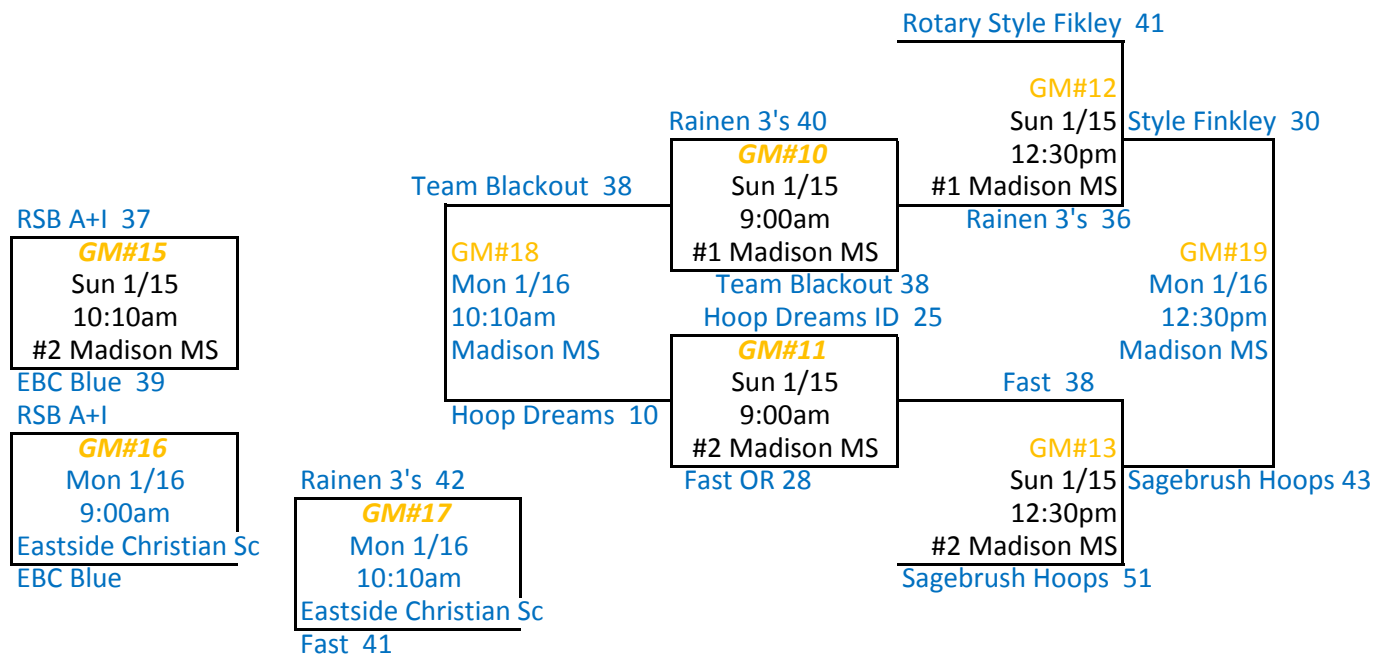 RSB A+I 37
GM#15
Sun 1/15
10:10am
#2 Madison MS
EBC Blue 39
RSB A+I
GM#16
Mon 1/16
9:00am
Eastside Christian Sc
EBC Blue
Rainen 3's 42
GM#17
Mon 1/16
10:10am
Eastside Christian Sc
Fast 41
Team Blackout 38
GM#18
Mon 1/16
10:10am
Madison MS
Hoop Dreams 10
Rainen 3's 40
GM#10
Sun 1/15
9:00am
#1 Madison MS
Team Blackout 38
Hoop Dreams ID 25
GM#11
Sun 1/15
9:00am
#2 Madison MS
Fast OR 28
Rotary Style Fikley 41
GM#12
Sun 1/15
12:30pm
#1 Madison MS
Rainen 3's 36
Fast 38
GM#13
Sun 1/15
12:30pm
#2 Madison MS
Sagebrush Hoops 51
Style Finkley 30
GM#19
Mon 1/16
12:30pm
Madison MS
Sagebrush Hoops 43